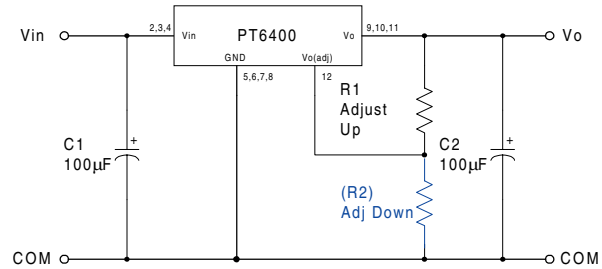 Vin
2,3,4
Vin
PT6400
Vo
9,10,11
Vo
GND
Vo(adj)
5,6,7,8
12
R1
Adjust
Up
C1
100µF
+
C2
100µF
+
(R2)
Adj Down
COM
COM